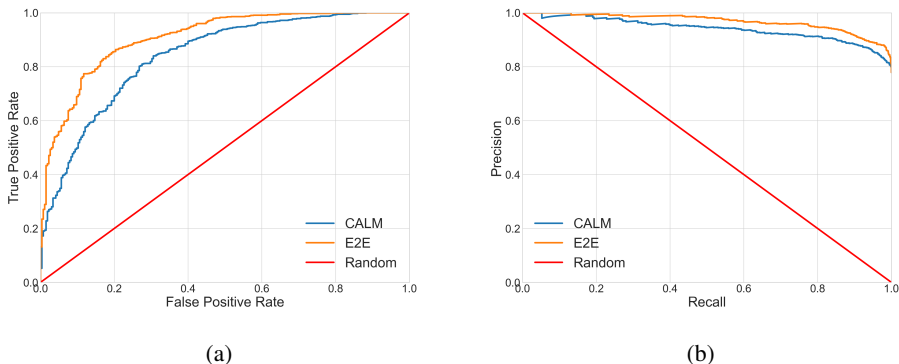 True Positive Rate
1.0
0.8
0.6
0.4
0.2
0.0
0.0 0.2 0.4 0.6 0.8 1.0
False Positive Rate
CALM
E2E
Random
(a)
Precision
1.0
0.8
0.6
0.4
0.2
0.0
0.0 0.2 0.4 0.6 0.8 1.0
Recall
CALM
E2E
Random
(b)